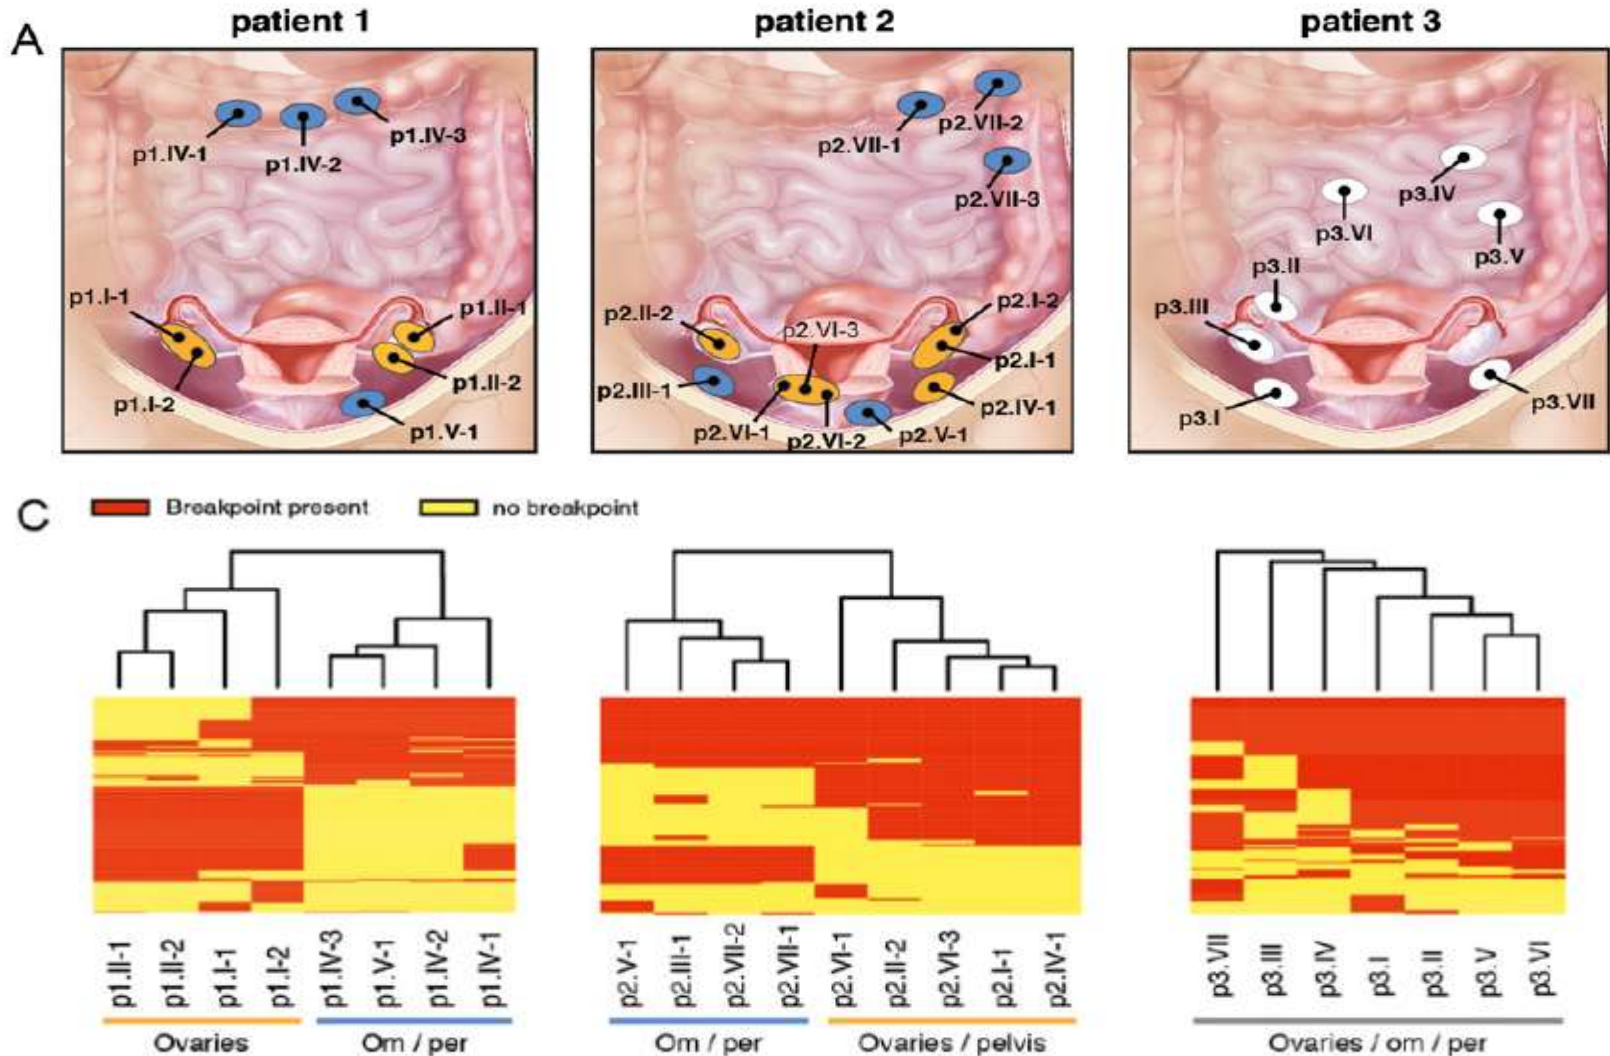 A
patient 1
patient 2
patient 3
p1.IV-1
p1.IV-2
p1.IV-3
p1.I-1
p1.I-2
p1.II-1
p1.II-2
p1.V-1
p2.VII-1
p2.VII-2
p2.VII-3
p2.II-2
p2.VI-3
p2.I-2
p2.I-1
p2.III-1
p2.IV-1
p2.VI-1
p2.VI-2
p2.V-1
p3.IV
p3.VI
p3.V
p3.II
p3.III
p3.I
p3.VII
C
Breakpoint present
no breakpoint
p1.II-1
p1.II-2
p1.I-1
p1.I-2
p1.IV-3
p1.V-1
p1.IV-2
p1.IV-1
Ovaries
Om / per
p2.V-1
p2.III-1
p2.VII-2
p2.VII-1
p2.VI-1
p2.II-2
p2.VI-3
p2.I-1
p2.IV-1
Om / per
Ovaries / pelvis
p3.VII
p3.III
p3.IV
p3.I
p3.II
p3.V
p3.VI
Ovaries / om / per